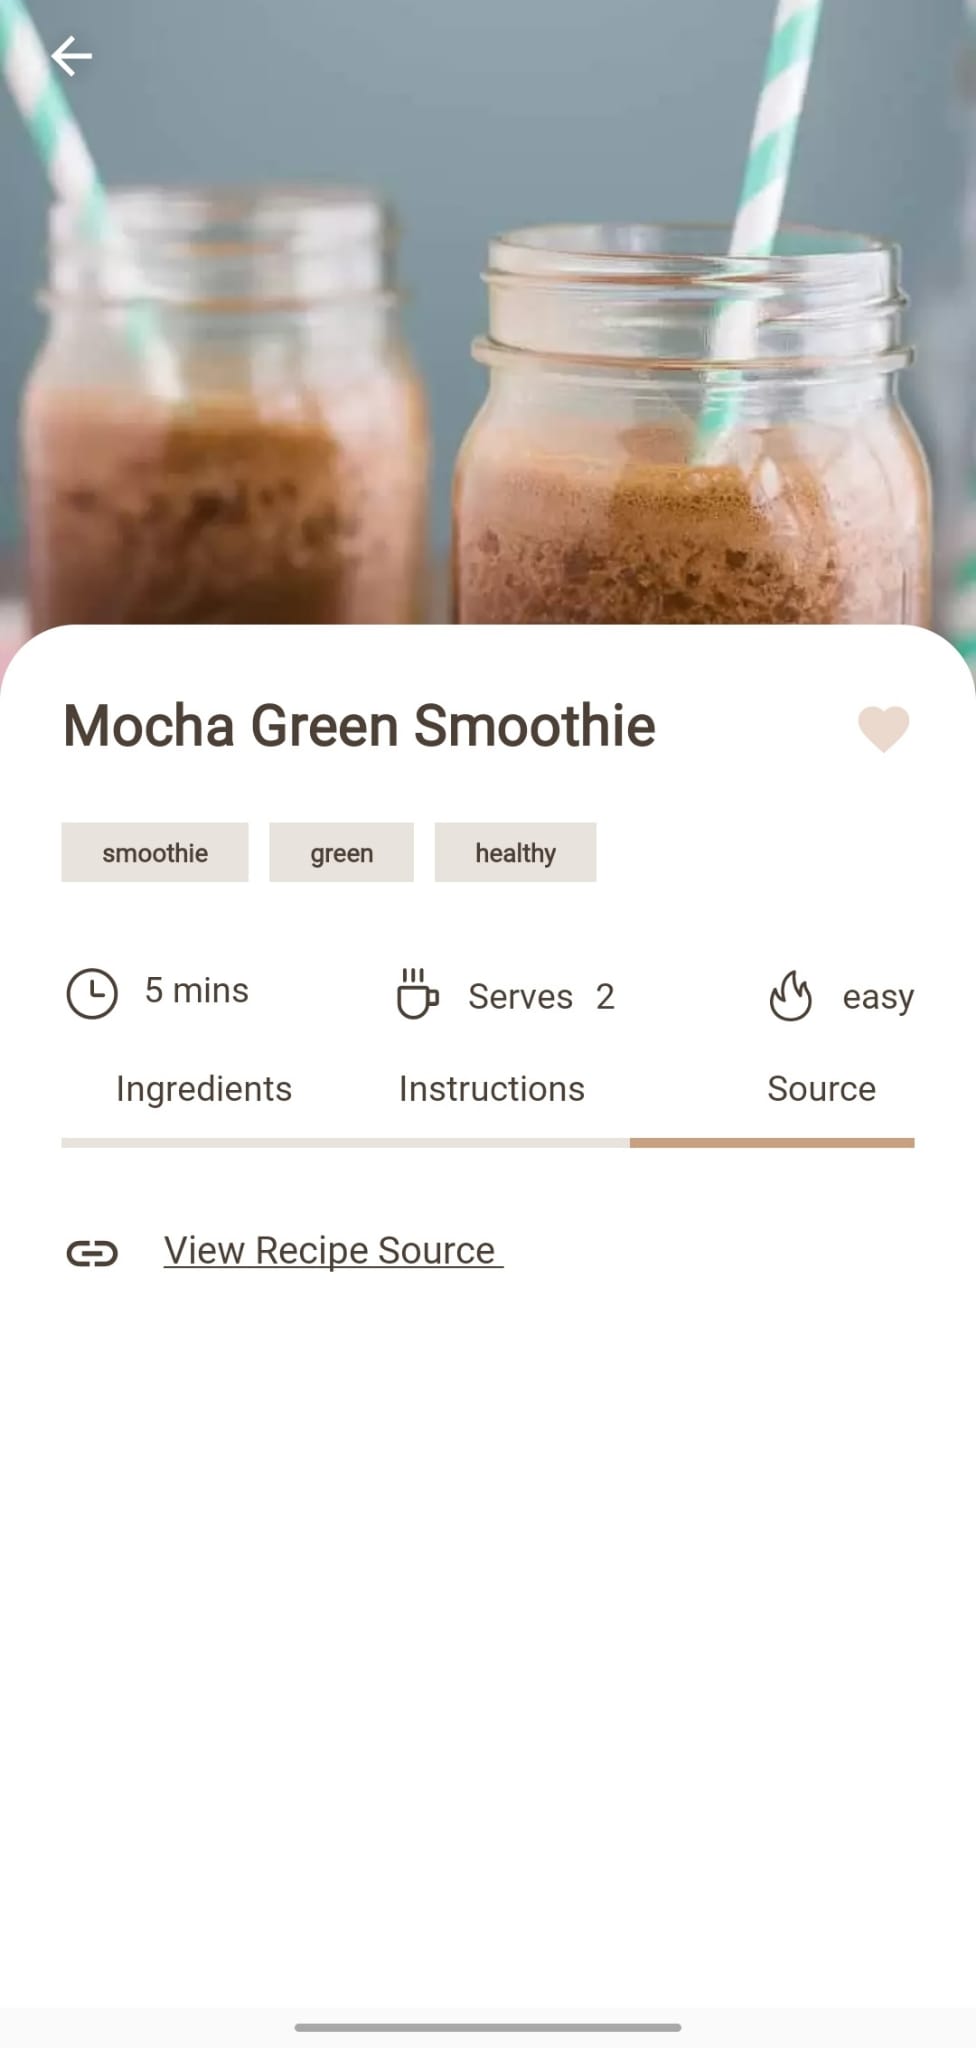 Mocha Green Smoothie
smoothie green healthy
5 mins Serves 2 easy
Ingredients Instructions Source
View Recipe Source